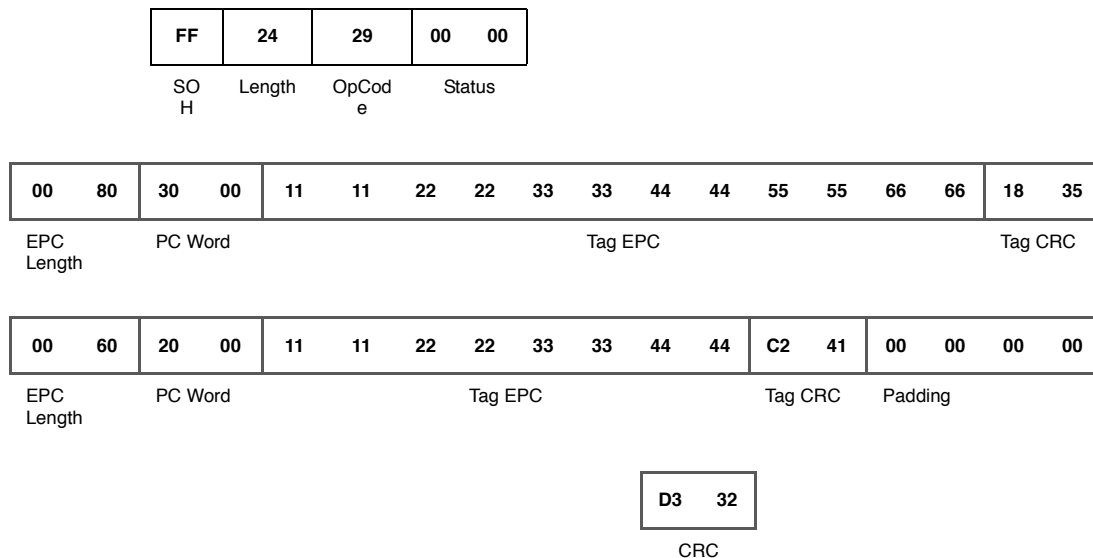 FF 24 29 00 00
SO Length OpCod Status
H e
00 80 30 00 11 11 22 22 33 33 44 44 55 55 66 66 18 35
EPC PC Word Tag EPC Tag CRC
Length
00 60 20 00 11 11 22 22 33 33 44 44 C2 41 00 00 00 00
EPC PC Word Tag EPC Tag CRC Padding
Length
D3 32
CRC